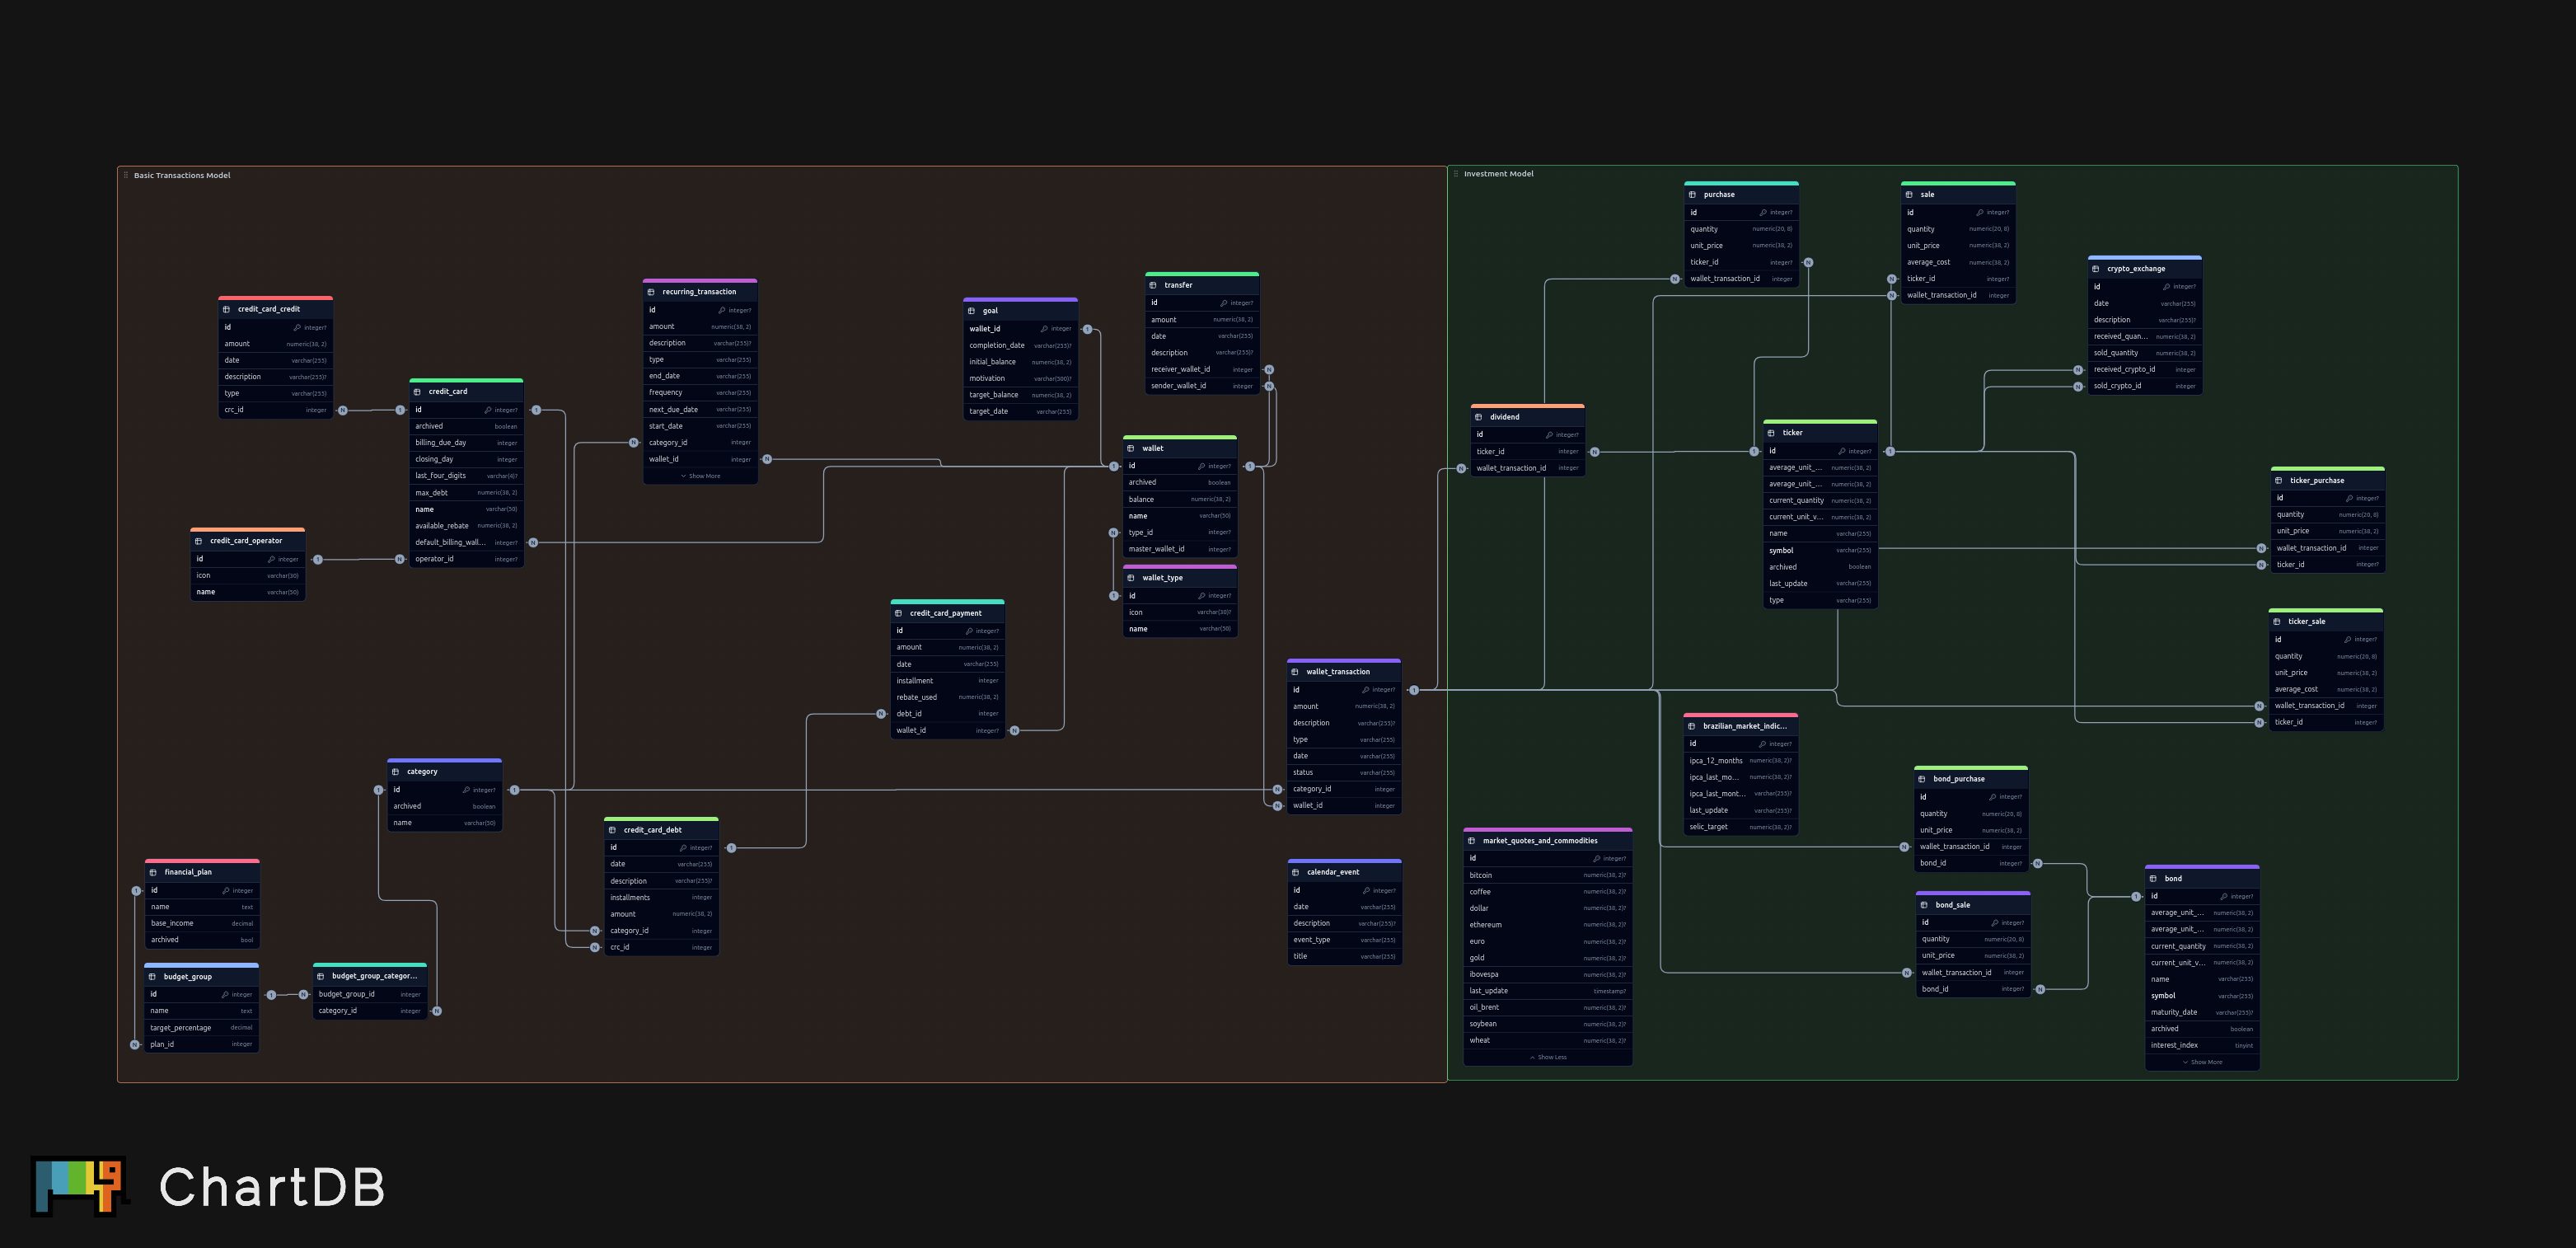 Basic Transactions Model
credit_card_credit
id integer?
amount numeric(38, 2)
date varchar(255)
description varchar(255)?
type varchar(255)
crc_id integer
credit_card
id integer?
archived boolean
billing_due_day integer
closing_day integer
last_four_digits varchar(4)?
max_debt numeric(38, 2)
name varchar(50)
available_rebate numeric(38, 2)
default_billing_wall... integer?
operator_id integer?
credit_card_operator
id integer
icon varchar(30)
name varchar(50)
recurring_transaction
id integer?
amount numeric(38, 2)
description varchar(255)?
type varchar(255)
end_date varchar(255)
frequency varchar(255)
next_due_date varchar(255)
start_date varchar(255)
category_id integer
wallet_id integer
Show More
goal
wallet_id integer
completion_date varchar(255)?
initial_balance numeric(38, 2)
motivation varchar(500)?
target_balance numeric(38, 2)
target_date varchar(255)
transfer
id integer?
amount numeric(38, 2)
date varchar(255)
description varchar(255)?
receiver_wallet_id integer
sender_wallet_id integer
wallet
id integer?
archived boolean
balance numeric(38, 2)
name varchar(50)
type_id integer?
master_wallet_id integer?
wallet_type
id integer?
icon varchar(30)?
name varchar(50)
credit_card_payment
id integer?
amount numeric(38, 2)
date varchar(255)
installment integer
rebate_used numeric(38, 2)
debt_id integer
wallet_id integer?
wallet_transaction
id integer?
amount numeric(38, 2)
description varchar(255)?
type varchar(255)
date varchar(255)
status varchar(255)
category_id integer
wallet_id integer
category
id integer?
archived boolean
name varchar(50)
credit_card_debt
id integer?
date varchar(255)
description varchar(255)?
installments integer
amount numeric(38, 2)
category_id integer
crc_id integer
calendar_event
id integer?
date varchar(255)
description varchar(255)?
event_type varchar(255)
title varchar(255)
financial_plan
id integer
name text
base_income decimal
archived bool
budget_group
id integer
name text
target_percentage decimal
plan_id integer
budget_group_categor...
budget_group_id integer
category_id integer
Investment Model
purchase
id integer?
quantity numeric(20, 8)
unit_price numeric(38, 2)
ticker_id integer?
wallet_transaction_id integer
sale
id integer?
quantity numeric(20, 8)
unit_price numeric(38, 2)
average_cost numeric(38, 2)
ticker_id integer?
wallet_transaction_id integer
crypto_exchange
id integer?
date varchar(255)
description varchar(255)?
received_quan... numeric(38, 2)
sold_quantity numeric(38, 2)
received_crypto_id integer
sold_crypto_id integer
dividend
id integer?
ticker_id integer
wallet_transaction_id integer
ticker
id integer?
average_unit_... numeric(38, 2)
average_unit_... numeric(38, 2)
current_quantity numeric(38, 2)
current_unit_v... numeric(38, 2)
name varchar(255)
symbol varchar(255)
archived boolean
last_update varchar(255)
type varchar(255)
ticker_purchase
id integer?
quantity numeric(20, 8)
unit_price numeric(38, 2)
wallet_transaction_id integer
ticker_id integer?
ticker_sale
id integer?
quantity numeric(20, 8)
unit_price numeric(38, 2)
average_cost numeric(38, 2)
wallet_transaction_id integer
ticker_id integer?
brazilian_market_indic...
id integer?
ipca_12_months numeric(38, 2)?
ipca_last_mo... numeric(38, 2)?
ipca_last_mont... varchar(255)?
last_update varchar(255)?
selic_target numeric(38, 2)?
market_quotes_and_commodities
id integer?
bitcoin numeric(38, 2)?
coffee numeric(38, 2)?
dollar numeric(38, 2)?
ethereum numeric(38, 2)?
euro numeric(38, 2)?
gold numeric(38, 2)?
ibovespa numeric(38, 2)?
last_update timestamp?
oil_brent numeric(38, 2)?
soybean numeric(38, 2)?
wheat numeric(38, 2)?
Show Less
bond_purchase
id integer?
quantity numeric(20, 8)
unit_price numeric(38, 2)
wallet_transaction_id integer
bond_id integer?
bond_sale
id integer?
quantity numeric(20, 8)
unit_price numeric(38, 2)
wallet_transaction_id integer
bond_id integer?
bond
id integer?
average_unit_... numeric(38, 2)
average_unit_... numeric(38, 2)
current_quantity numeric(38, 2)
current_unit_v... numeric(38, 2)
name varchar(255)
symbol varchar(255)
maturity_date varchar(255)?
archived boolean
interest_index tinyint
Show More
ChartDB